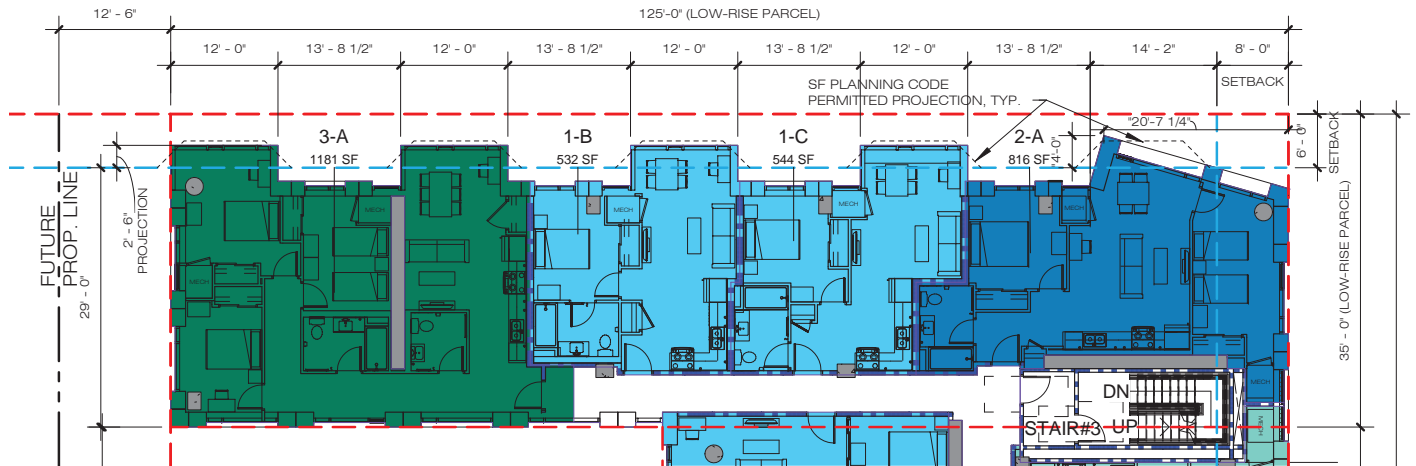 12' - 6"
125'-0" (LOW-RISE PARCEL)
12' - 0"
13' - 8 1/2"
12' - 0"
13' - 8 1/2"
12' - 0"
13' - 8 1/2"
12' - 0"
13' - 8 1/2"
14' - 2"
8' - 0"
SETBACK
SF PLANNING CODE
PERMITTED PROJECTION, TYP.
"20'-7 1/4"
6' - 0"
SETBACK
3-A
1181 SF
1-B
532 SF
1-C
544 SF
2-A
816 SF
4'-0"
FUTURE
PROP. LINE
2' - 6"
PROJECTION
29' - 0"
35' - 0" (LOW-RISE PARCEL)
MECH
MECH
MECH
MECH
MECH
MECH
MECH
DN
STAIR#3
UP